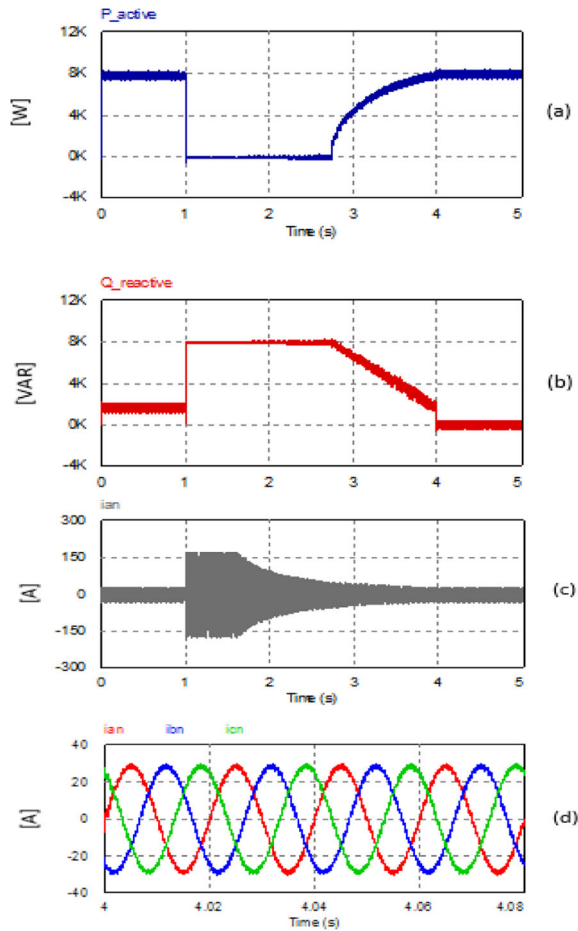 P_active
12K
8K
4K
0K
-4K
[W]
(a)
0 1 2 3 4 5
Time (s)
Q_reactive
12K
8K
4K
0K
-4K
[VAR]
(b)
0 1 2 3 4 5
Time (s)
ian
300
150
0
-150
-300
[A]
(c)
0 1 2 3 4 5
Time (s)
ian ibn icn
40
20
0
-20
40
[A]
(d)
4 4.02 4.04 4.06 4.08
Time (s)